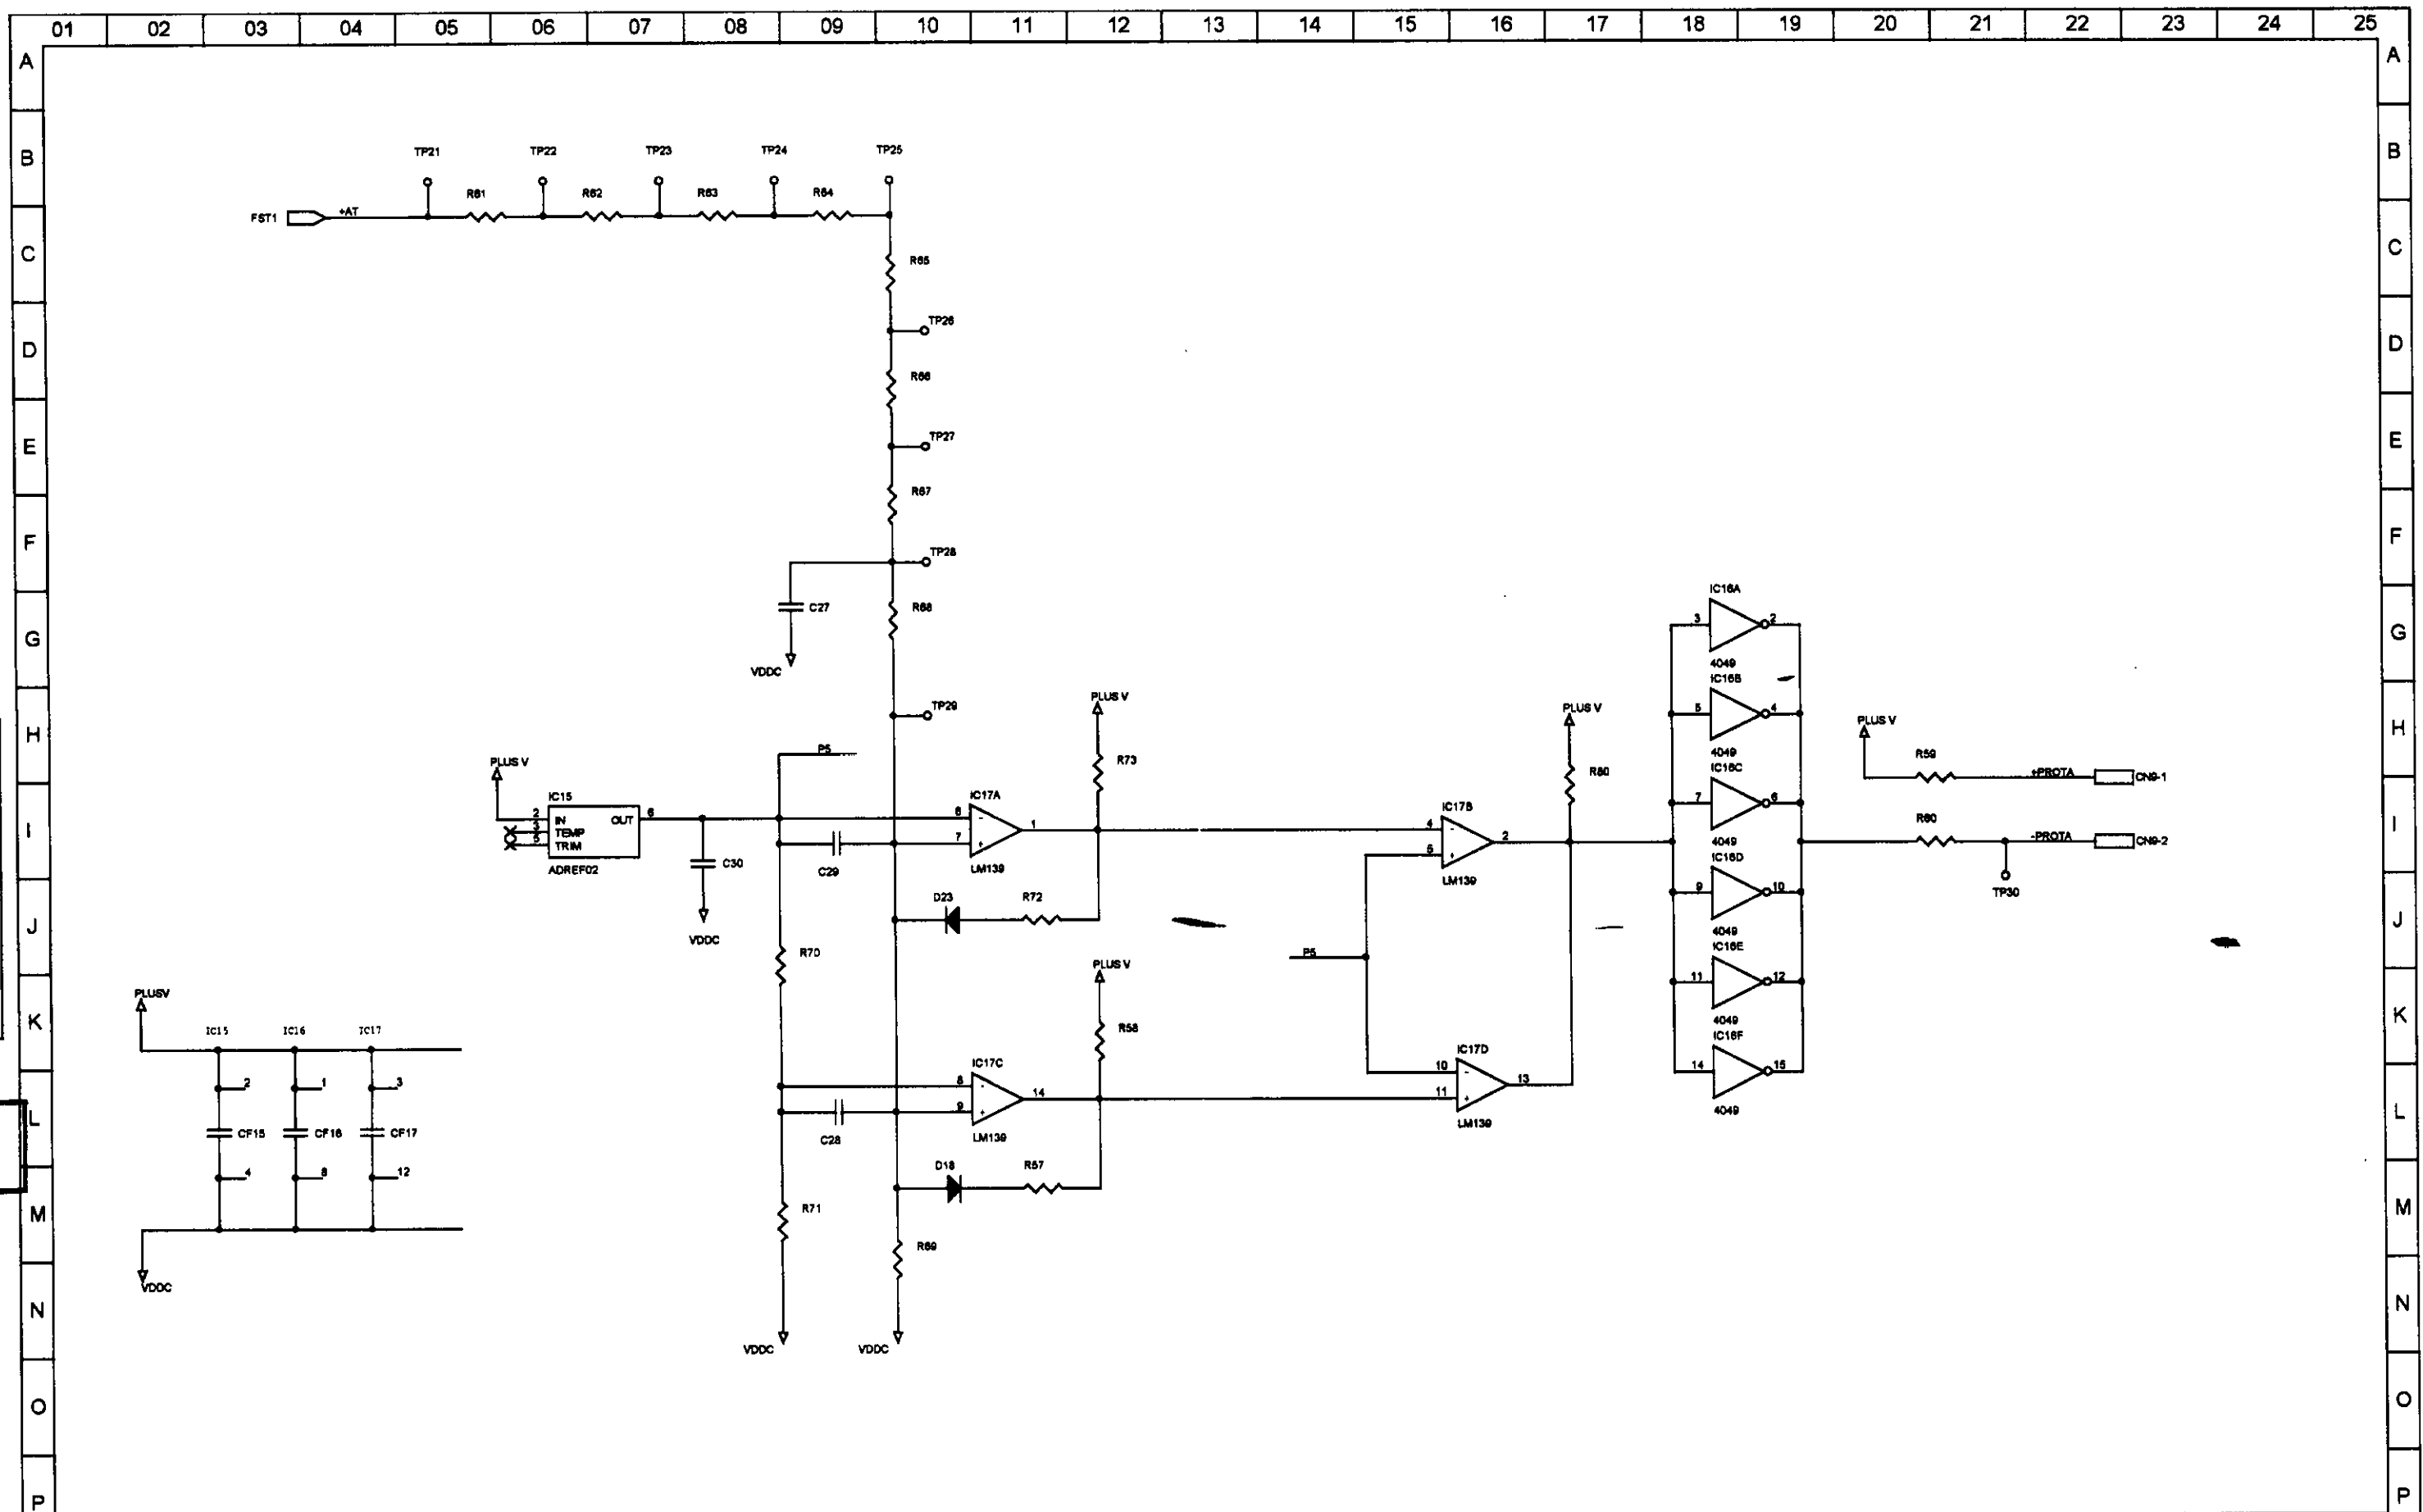 01 02 03 04 05 06 07 08 09 10 11 12 13 14 15 16 17 18 19 20 21 22 23 24 25
A A
B B
TP21 TP22 TP23 TP24 TP25
R61 R62 R63 R64
FST1 +AT
C C
R65
TP26
D D
R66
E E
TP27
R67
F F
TP28
C27 R68
IC16A
3 2
G G
VDDC
4049
IC16B
PLUS V
TP29
5 4
PLUS V
PLUS V
H H
P5
R73
4049
R59
+PROTA
CN9-1
PLUS V
R80
IC16C
IC15
IC17A
7 6
2 IN OUT 6
6 -
IC17B
3 TEMP
1
4 -
I I
5 TRIM
7 +
2
4049
R60
-PROTA
CN9-2
ADREF02
C30
C29
LM139
5 +
IC16D
LM139
9 10
TP30
D23 R72
J J
VDDC
4049
IC16E
R70
P5
PLUS V
11 12
PLUSV
K K
IC15 IC16 IC17
R58
4049
IC16F
IC17C
IC17D
10 -
14 15
2 1 3
8 -
14
13
9 +
11 +
L L
CF15 CF16 CF17
C28
LM139
LM139
4049
4 8 12
D18 R57
M M
R71
R69
VDDC
N N
VDDC VDDC
O O
P P